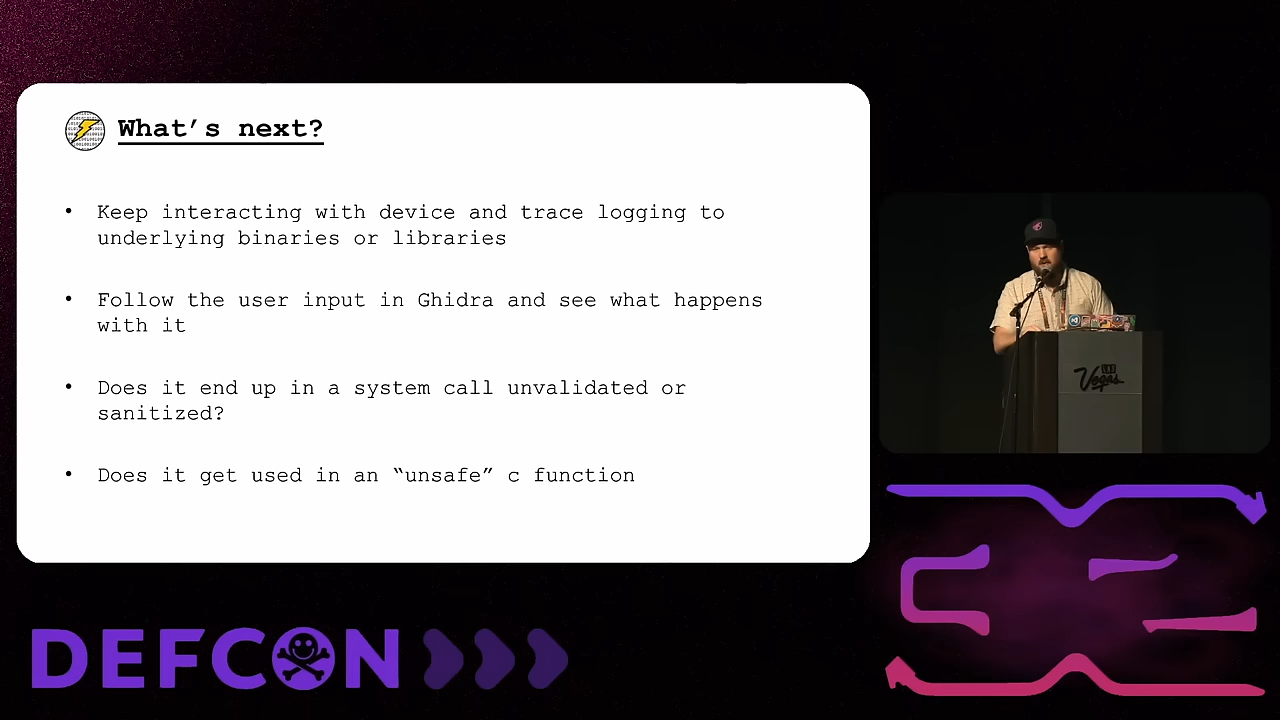 What's next?
• Keep interacting with device and trace logging to
underlying binaries or libraries
• Follow the user input in Ghidra and see what happens
with it
• Does it end up in a system call unvalidated or
sanitized?
• Does it get used in an “unsafe” c function
LAS
Vegas
DEFCON